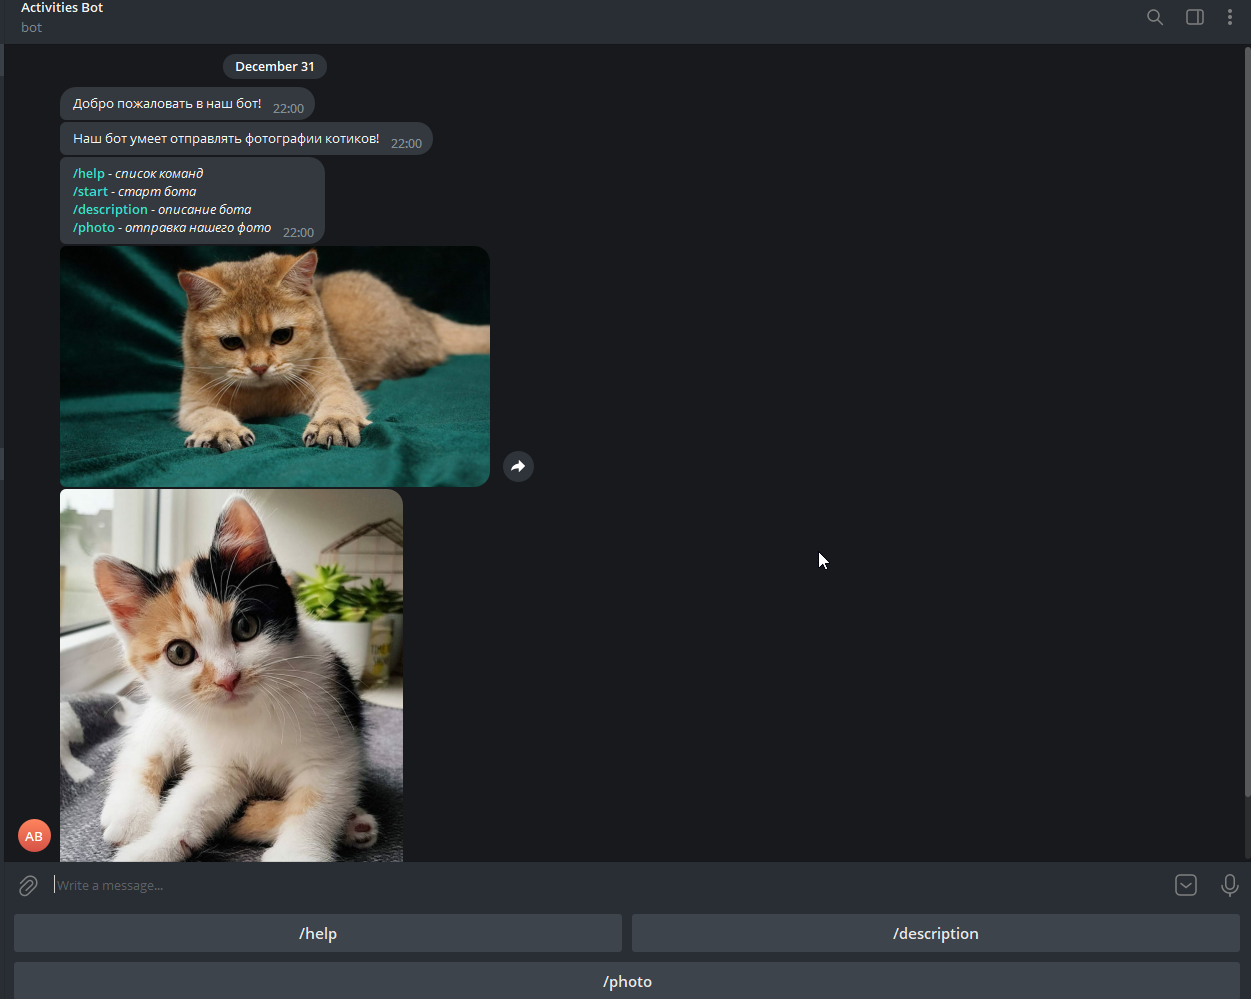 Activities Bot
bot
December 31
Добро пожаловать в наш бот! 22:00
Наш бот умеет отправлять фотографии котиков! 22:00
/help - список команд
/start - старт бота
/description - описание бота
/photo - отправка нашего фото 22:00
AB
Write a message...
/help
/description
/photo